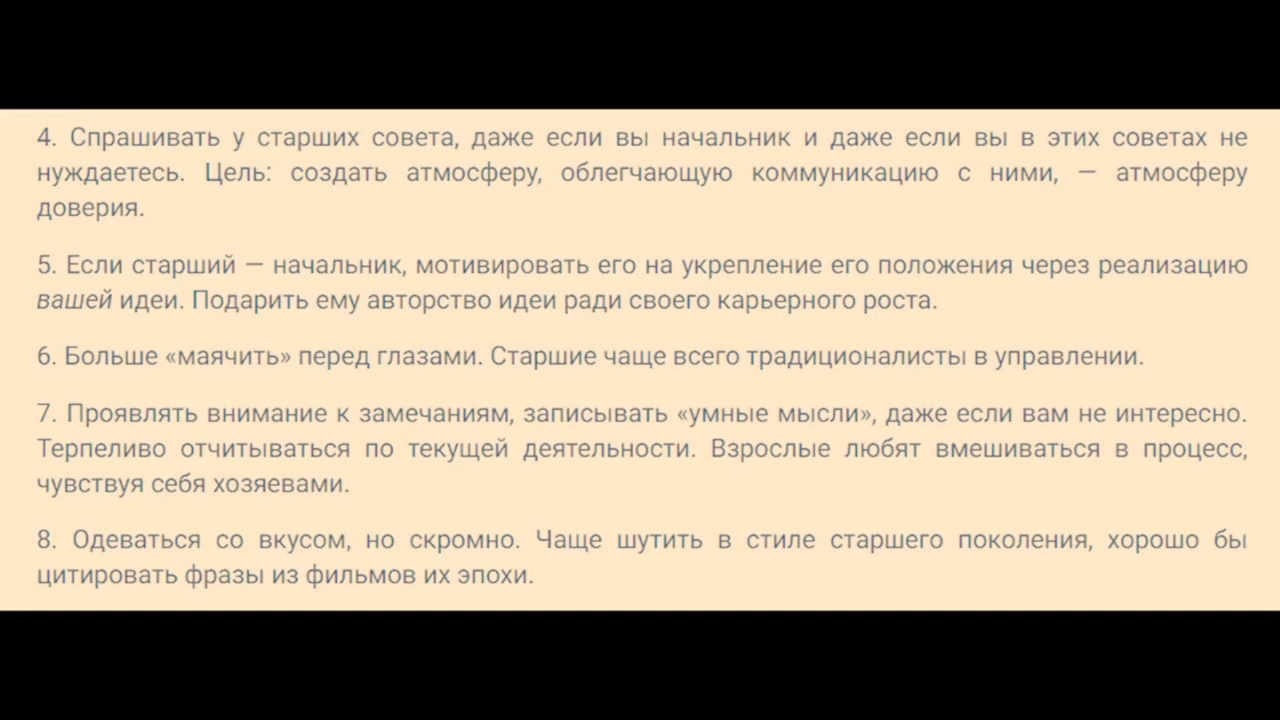 4. Спрашивать у старших совета, даже если вы начальник и даже если вы в этих советах не
нуждаетесь. Цель: создать атмосферу, облегчающую коммуникацию с ними, — атмосферу
доверия.
5. Если старший — начальник, мотивировать его на укрепление его положения через реализацию
вашей идеи. Подарить ему авторство идеи ради своего карьерного роста.
6. Больше «маячить» перед глазами. Старшие чаще всего традиционалисты в управлении.
7. Проявлять внимание к замечаниям, записывать «умные мысли», даже если вам не интересно.
Терпеливо отчитываться по текущей деятельности. Взрослые любят вмешиваться в процесс,
чувствуя себя хозяевами.
8. Одеваться со вкусом, но скромно. Чаще шутить в стиле старшего поколения, хорошо бы
цитировать фразы из фильмов их эпохи.